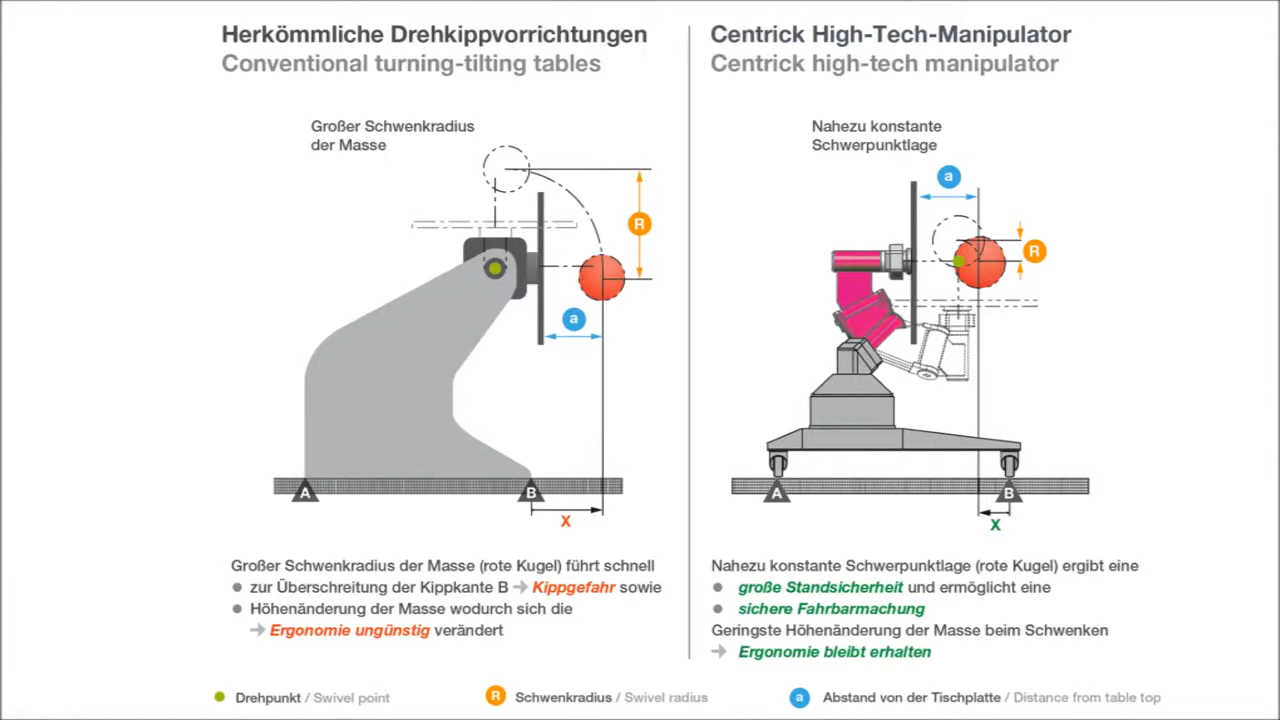 Herkömmliche Drehkippvorrichtungen
Conventional turning-tilting tables
Großer Schwenkradius
der Masse
R
a
A
B
X
Großer Schwenkradius der Masse (rote Kugel) führt schnell
● zur Überschreitung der Kippkante B → Kippgefahr sowie
● Höhenänderung der Masse wodurch sich die
→ Ergonomie ungünstig verändert
Centrick High-Tech-Manipulator
Centrick high-tech manipulator
Nahezu konstante
Schwerpunktlage
a
R
A
B
X
Nahezu konstante Schwerpunktlage (rote Kugel) ergibt eine
● große Standsicherheit und ermöglicht eine
● sichere Fahrbarmachung
Geringste Höhenänderung der Masse beim Schwenken
→ Ergonomie bleibt erhalten
Drehpunkt / Swivel point
R Schwenkradius / Swivel radius
a Abstand von der Tischplatte / Distance from table top